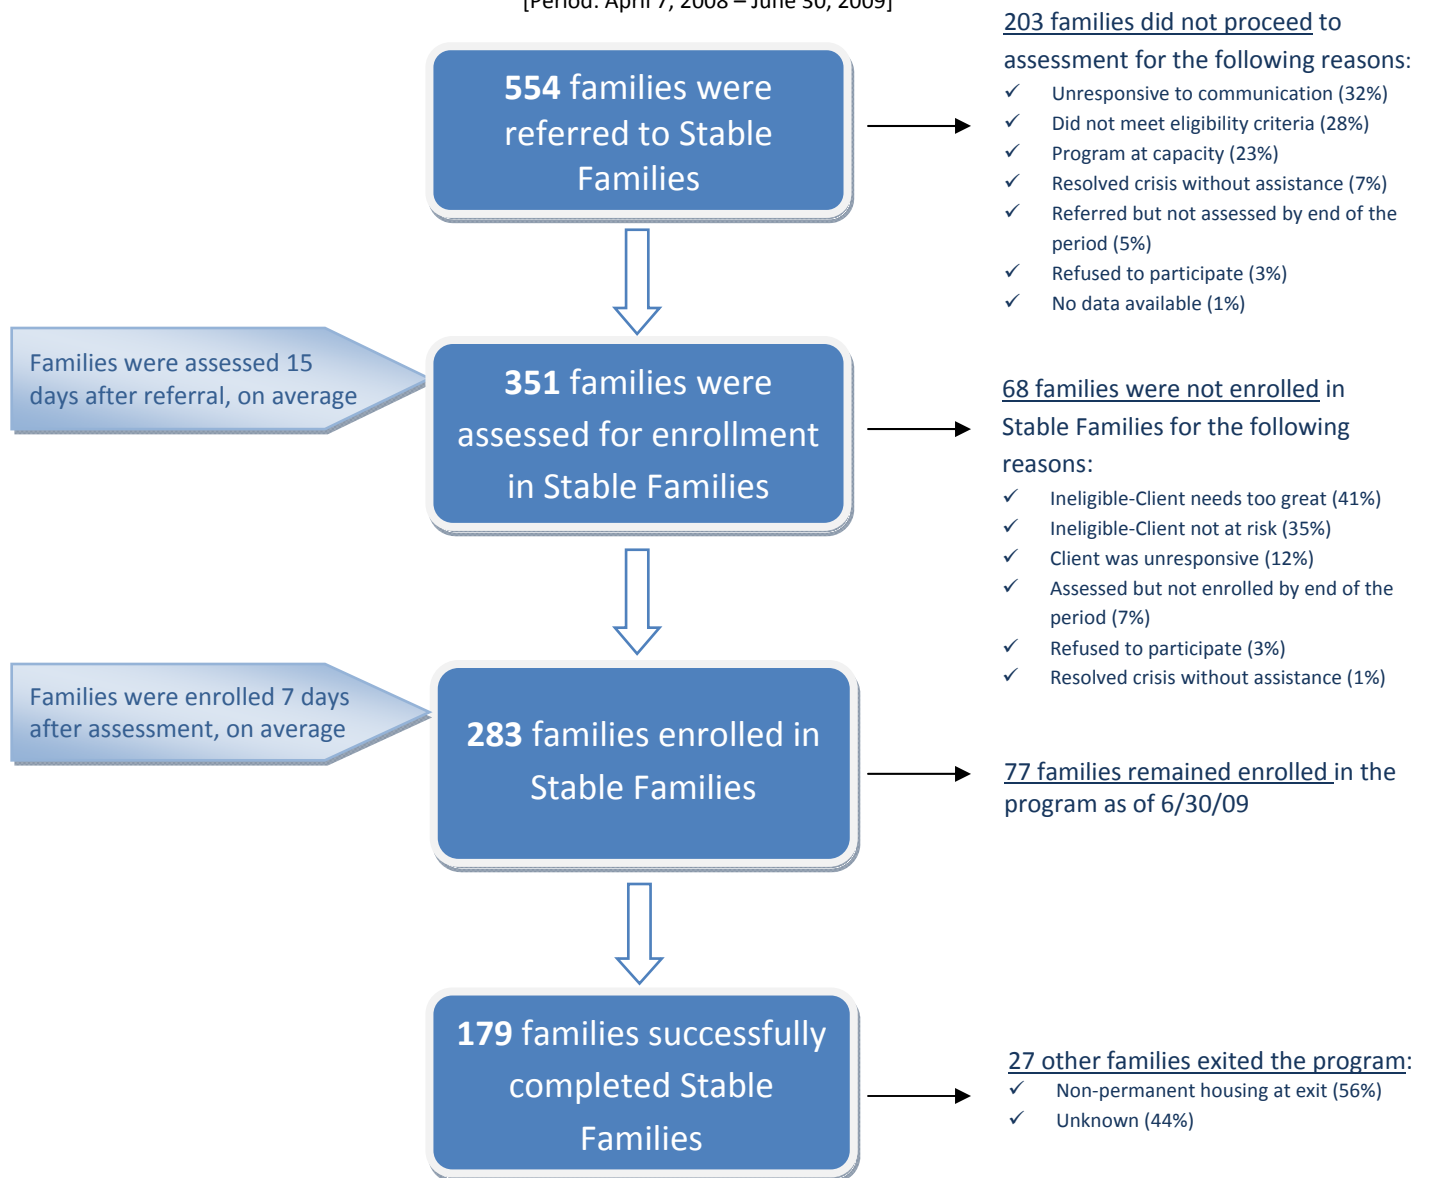 [Period: April 7, 2008 – June 30, 2009]
554 families were
referred to Stable
Families
203 families did not proceed to
assessment for the following reasons:
✓ Unresponsive to communication (32%)
✓ Did not meet eligibility criteria (28%)
✓ Program at capacity (23%)
✓ Resolved crisis without assistance (7%)
✓ Referred but not assessed by end of the
period (5%)
✓ Refused to participate (3%)
✓ No data available (1%)
Families were assessed 15
days after referral, on average
351 families were
assessed for enrollment
in Stable Families
68 families were not enrolled in
Stable Families for the following
reasons:
✓ Ineligible-Client needs too great (41%)
✓ Ineligible-Client not at risk (35%)
✓ Client was unresponsive (12%)
✓ Assessed but not enrolled by end of the
period (7%)
✓ Refused to participate (3%)
✓ Resolved crisis without assistance (1%)
Families were enrolled 7 days
after assessment, on average
283 families enrolled in
Stable Families
77 families remained enrolled in the
program as of 6/30/09
179 families successfully
completed Stable
Families
27 other families exited the program:
✓ Non-permanent housing at exit (56%)
✓ Unknown (44%)